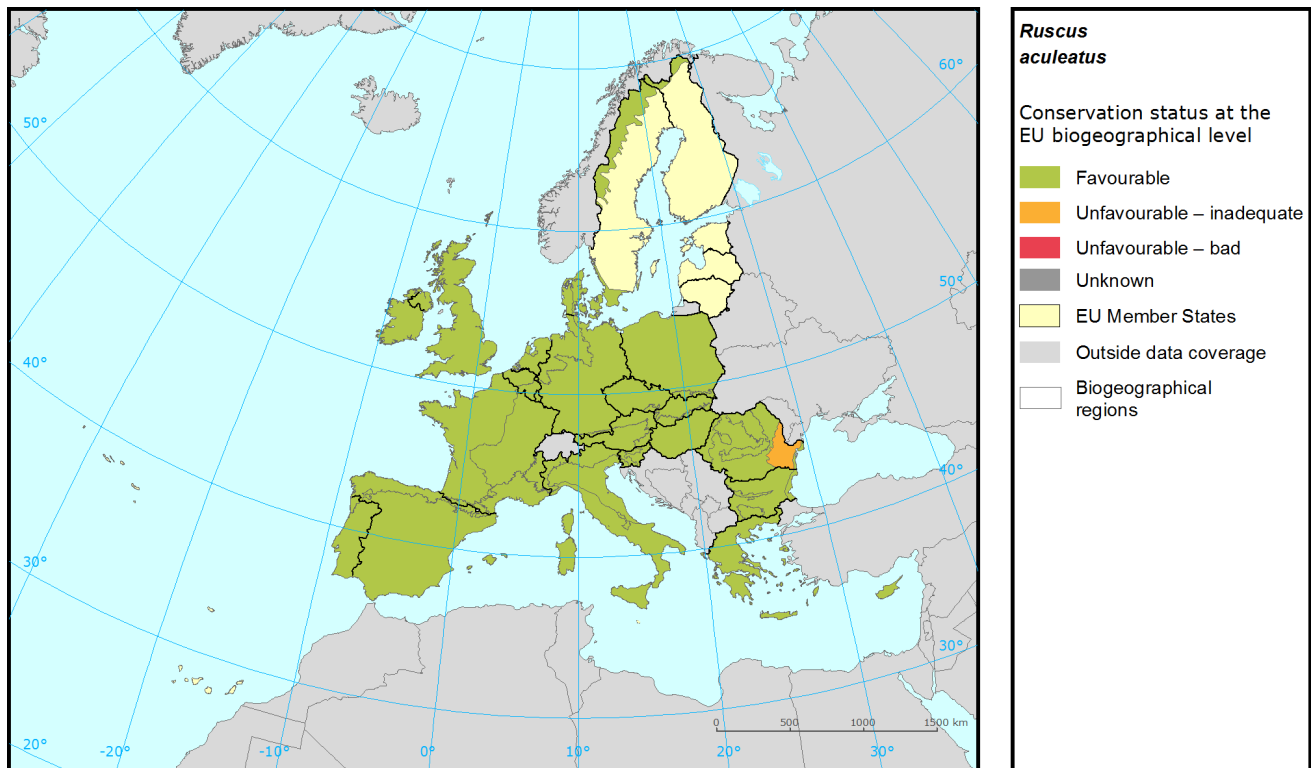 60°
50°
50°
40°
40°
30°
30°
20°
-20°
-10°
0°
10°
20°
30°
0 500 1000 1500 km
Ruscus
aculeatus
Conservation status at the
EU biogeographical level
Favourable
Unfavourable – inadequate
Unfavourable – bad
Unknown
EU Member States
Outside data coverage
Biogeographical
regions